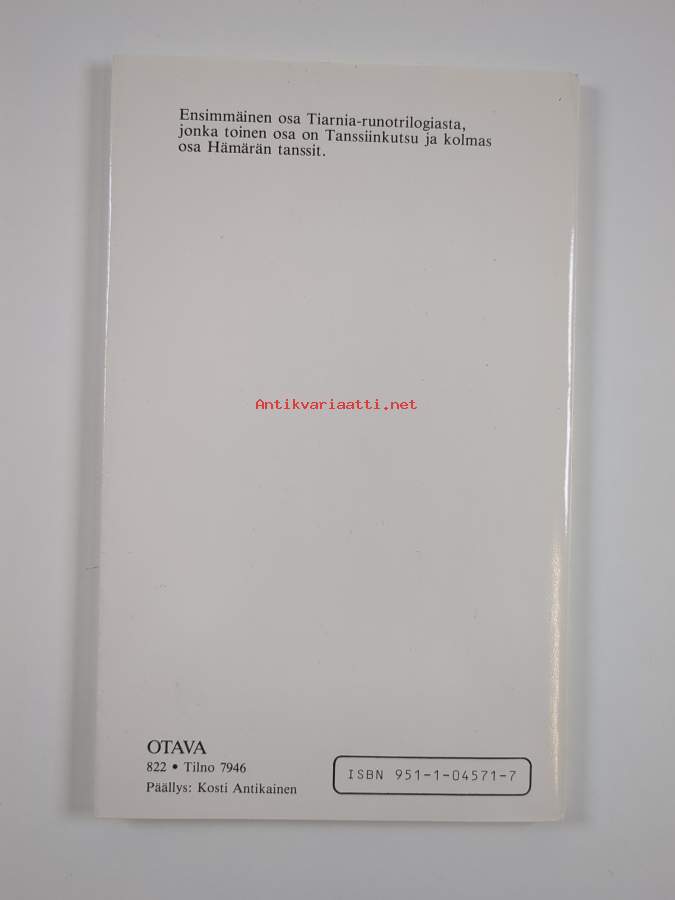 Ensimmäinen osa Tiarnia-runotrilogiasta,
jonka toinen osa on Tanssiinkutsu ja kolmas
osa Hämärän tanssit.
Antikvariaatti.net
OTAVA
822 • Tilno 7946
Päällys: Kosti Antikainen
ISBN 951-1-04571-7